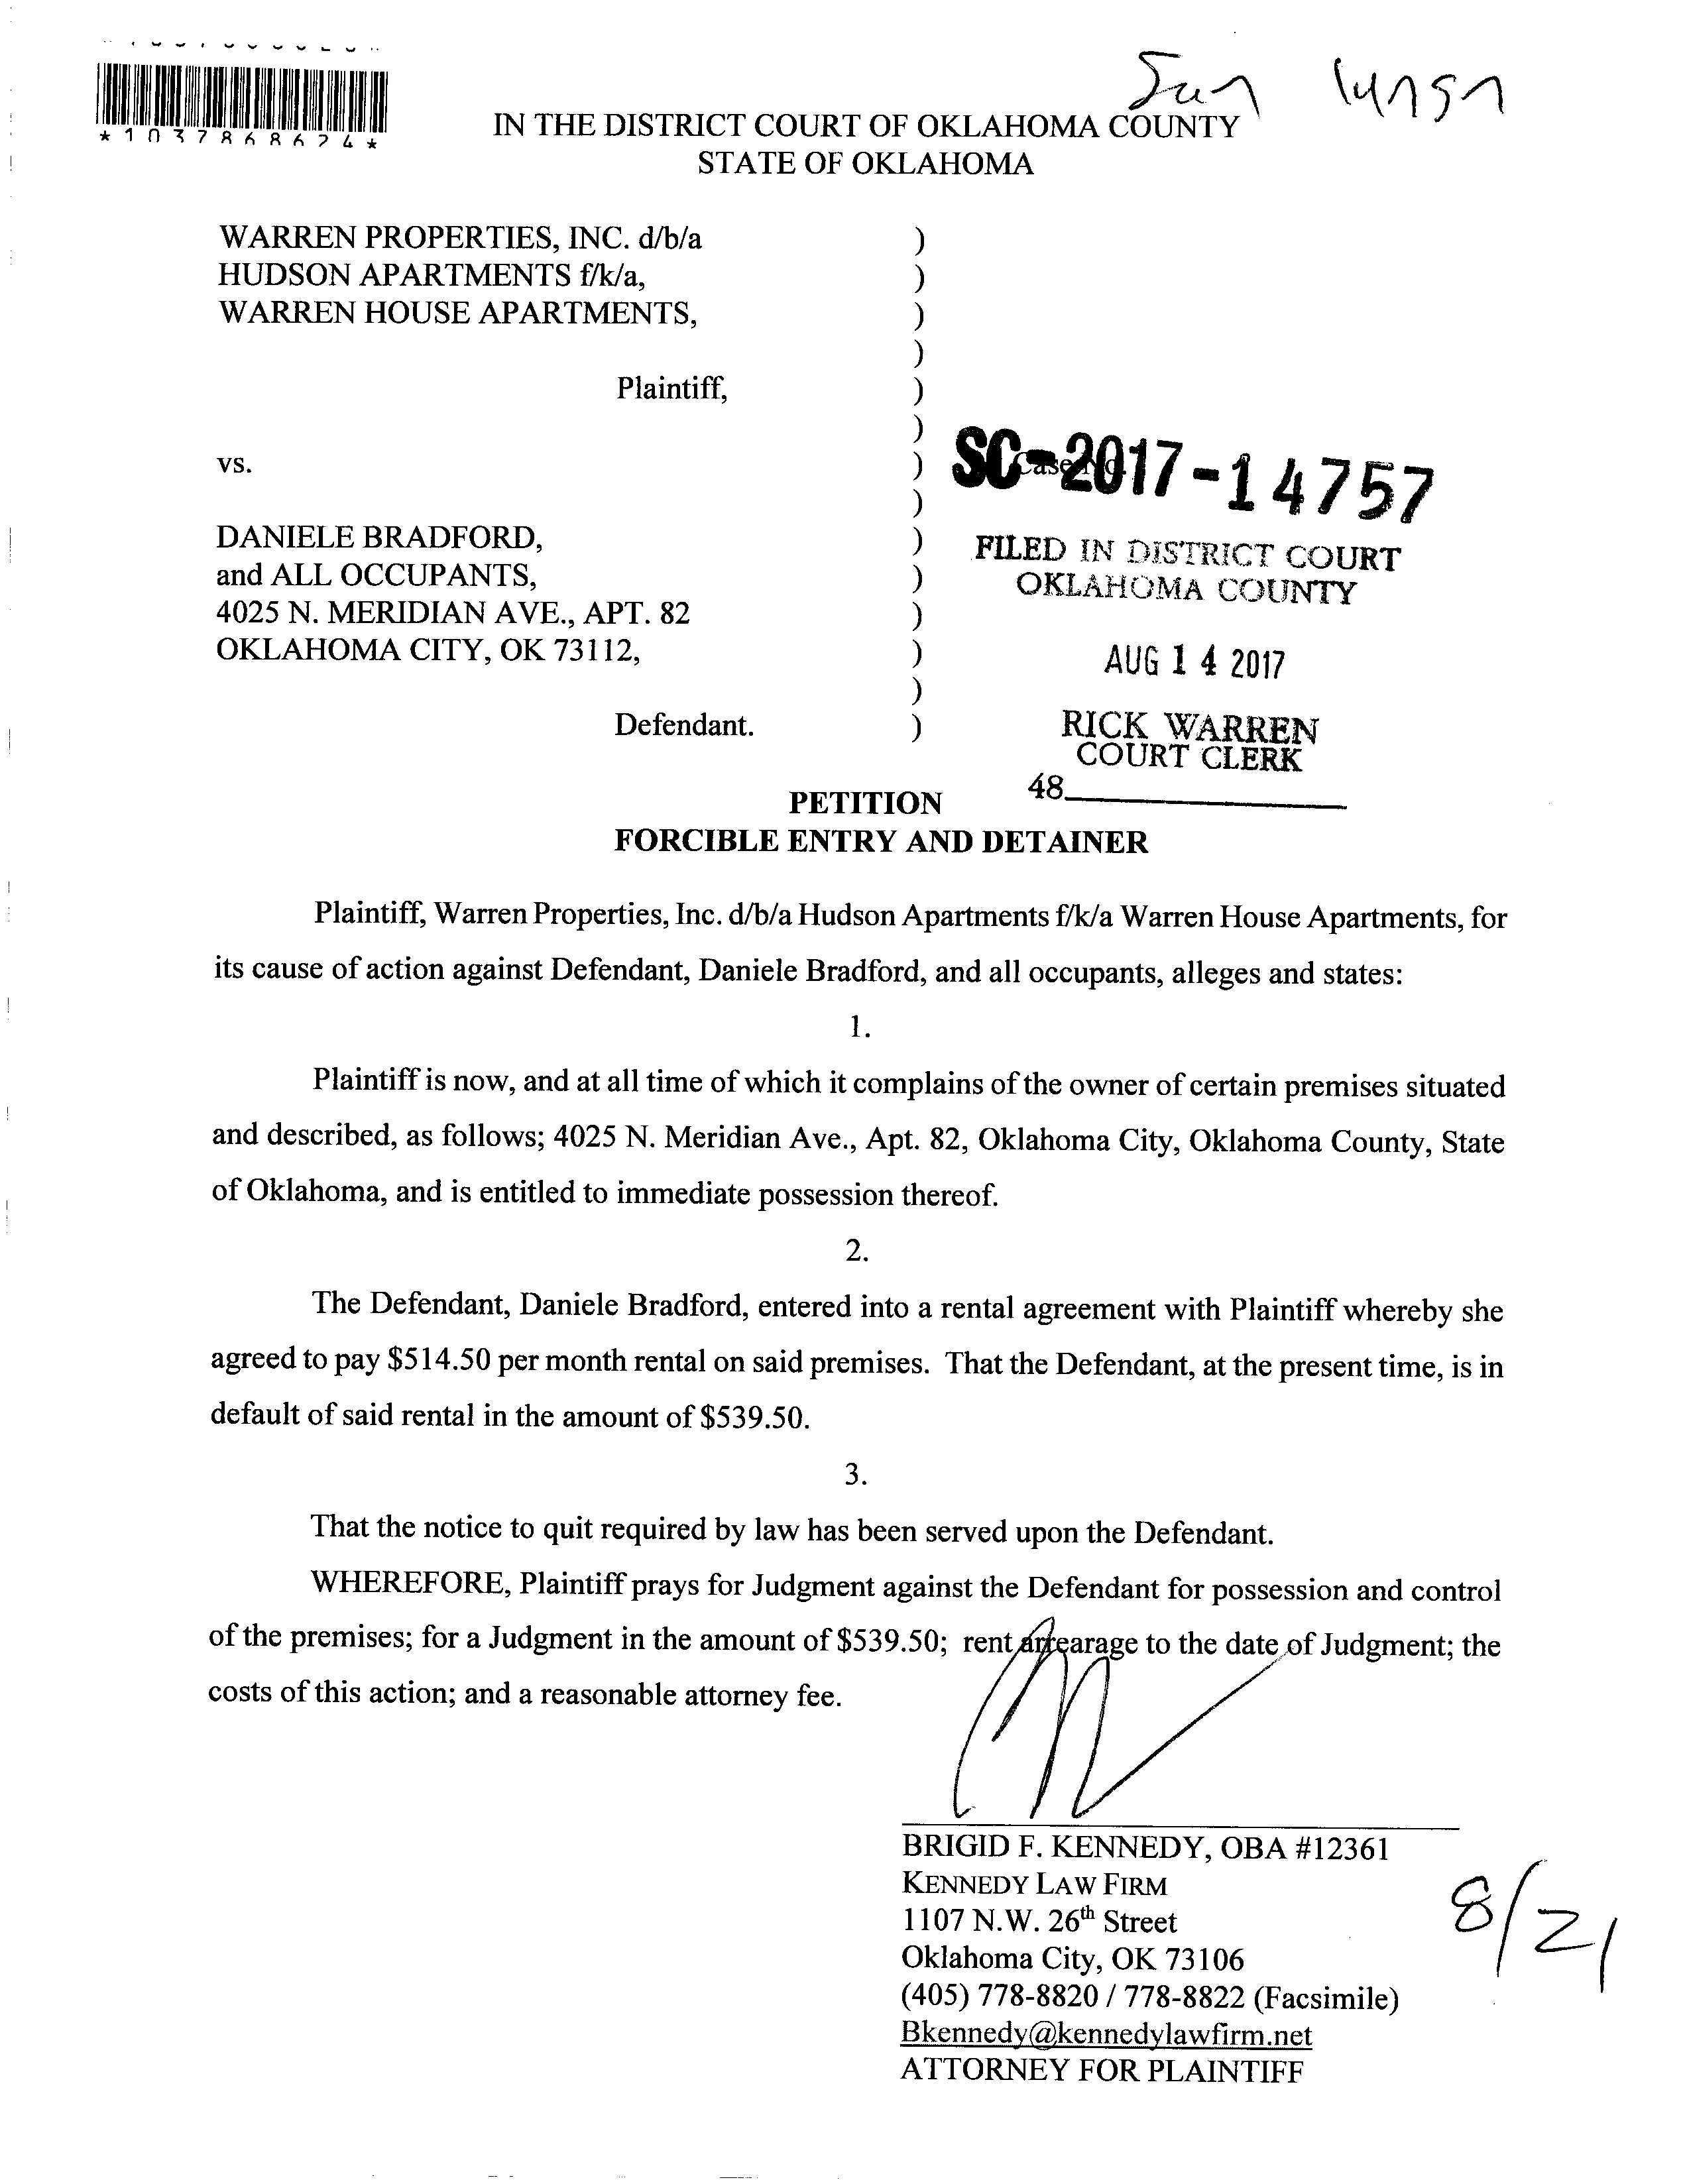 *1037868624*
IN THE DISTRICT COURT OF OKLAHOMA COUNTY
STATE OF OKLAHOMA
WARREN PROPERTIES, INC. d/b/a )
HUDSON APARTMENTS f/k/a, )
WARREN HOUSE APARTMENTS, )
)
Plaintiff, )
)
vs. ) Case No. SC-2017-14757
)
DANIELE BRADFORD, ) FILED IN DISTRICT COURT
and ALL OCCUPANTS, ) OKLAHOMA COUNTY
4025 N. MERIDIAN AVE., APT. 82 )
OKLAHOMA CITY, OK 73112, ) AUG 14 2017
)
Defendant. ) RICK WARREN
COURT CLERK
48
PETITION
FORCIBLE ENTRY AND DETAINER
Plaintiff, Warren Properties, Inc. d/b/a Hudson Apartments f/k/a Warren House Apartments, for
its cause of action against Defendant, Daniele Bradford, and all occupants, alleges and states:
1.
Plaintiff is now, and at all time of which it complains of the owner of certain premises situated
and described, as follows; 4025 N. Meridian Ave., Apt. 82, Oklahoma City, Oklahoma County, State
of Oklahoma, and is entitled to immediate possession thereof.
2.
The Defendant, Daniele Bradford, entered into a rental agreement with Plaintiff whereby she
agreed to pay $514.50 per month rental on said premises. That the Defendant, at the present time, is in
default of said rental in the amount of $539.50.
3.
That the notice to quit required by law has been served upon the Defendant.
WHEREFORE, Plaintiff prays for Judgment against the Defendant for possession and control
of the premises; for a Judgment in the amount of $539.50; rent arrearage to the date of Judgment; the
costs of this action; and a reasonable attorney fee.
BRIGID F. KENNEDY, OBA #12361
KENNEDY LAW FIRM
1107 N.W. 26th Street
Oklahoma City, OK 73106
(405) 778-8820 / 778-8822 (Facsimile)
Bkennedy@kennedylawfirm.net
ATTORNEY FOR PLAINTIFF
8/21